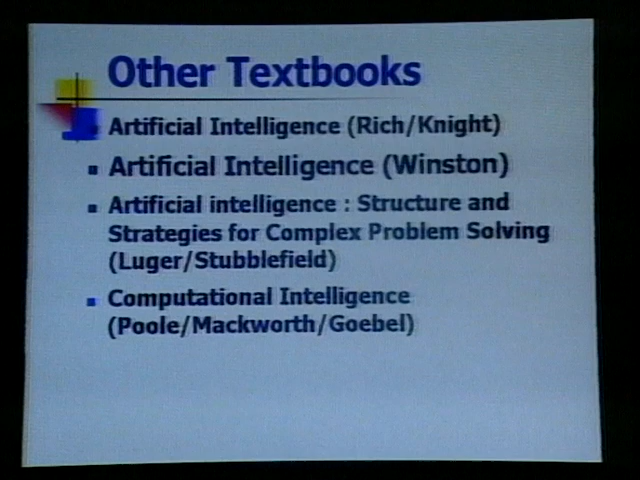 Other Textbooks
Artificial Intelligence (Rich/Knight)
Artificial Intelligence (Winston)
Artificial intelligence : Structure and
Strategies for Complex Problem Solving
(Luger/Stubblefield)
Computational Intelligence
(Poole/Mackworth/Goebel)